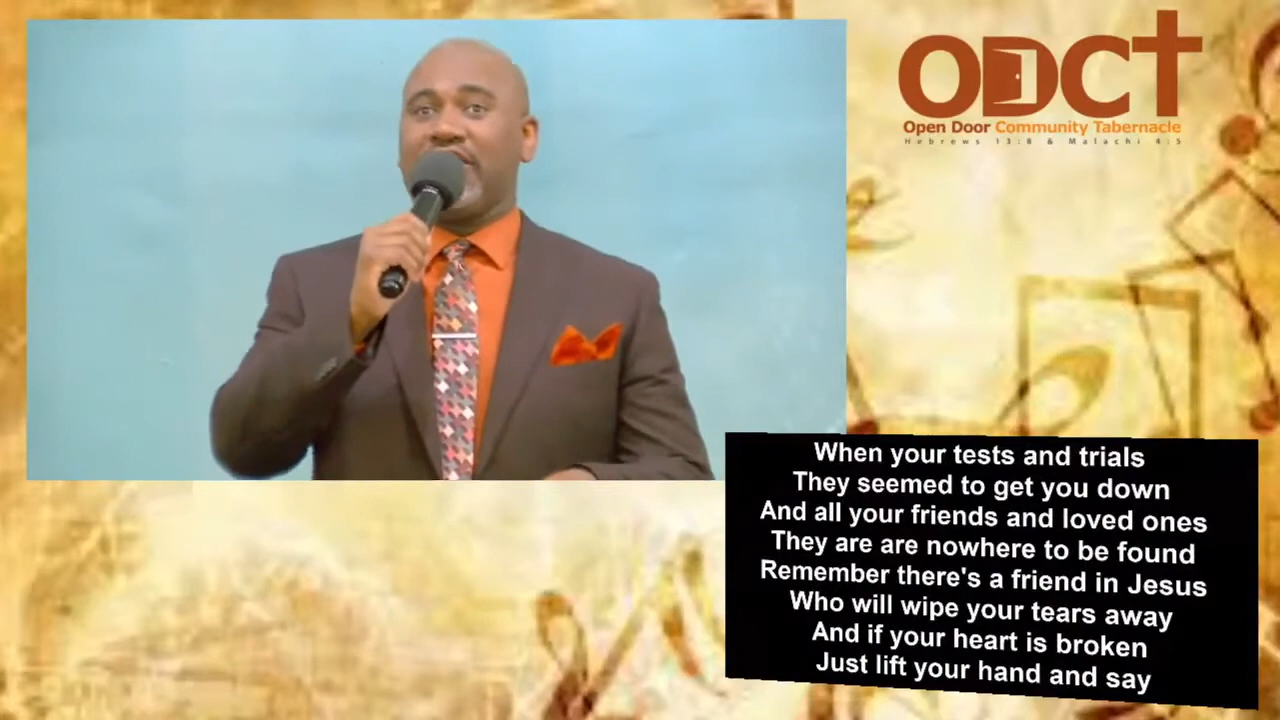 ODCT
Open Door Community Tabernacle
Hebrews 13:8 & Malachi 4:5
When your tests and trials
They seemed to get you down
And all your friends and loved ones
They are are nowhere to be found
Remember there's a friend in Jesus
Who will wipe your tears away
And if your heart is broken
Just lift your hand and say